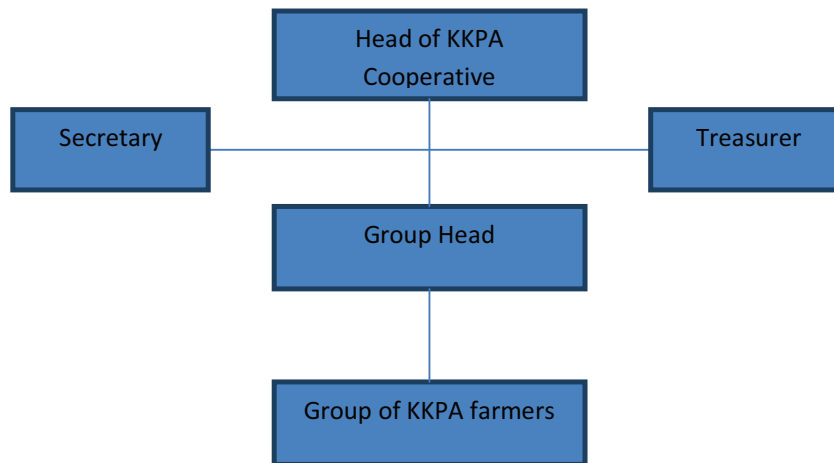 Head of KKPA
Cooperative
Secretary
Treasurer
Group Head
Group of KKPA farmers